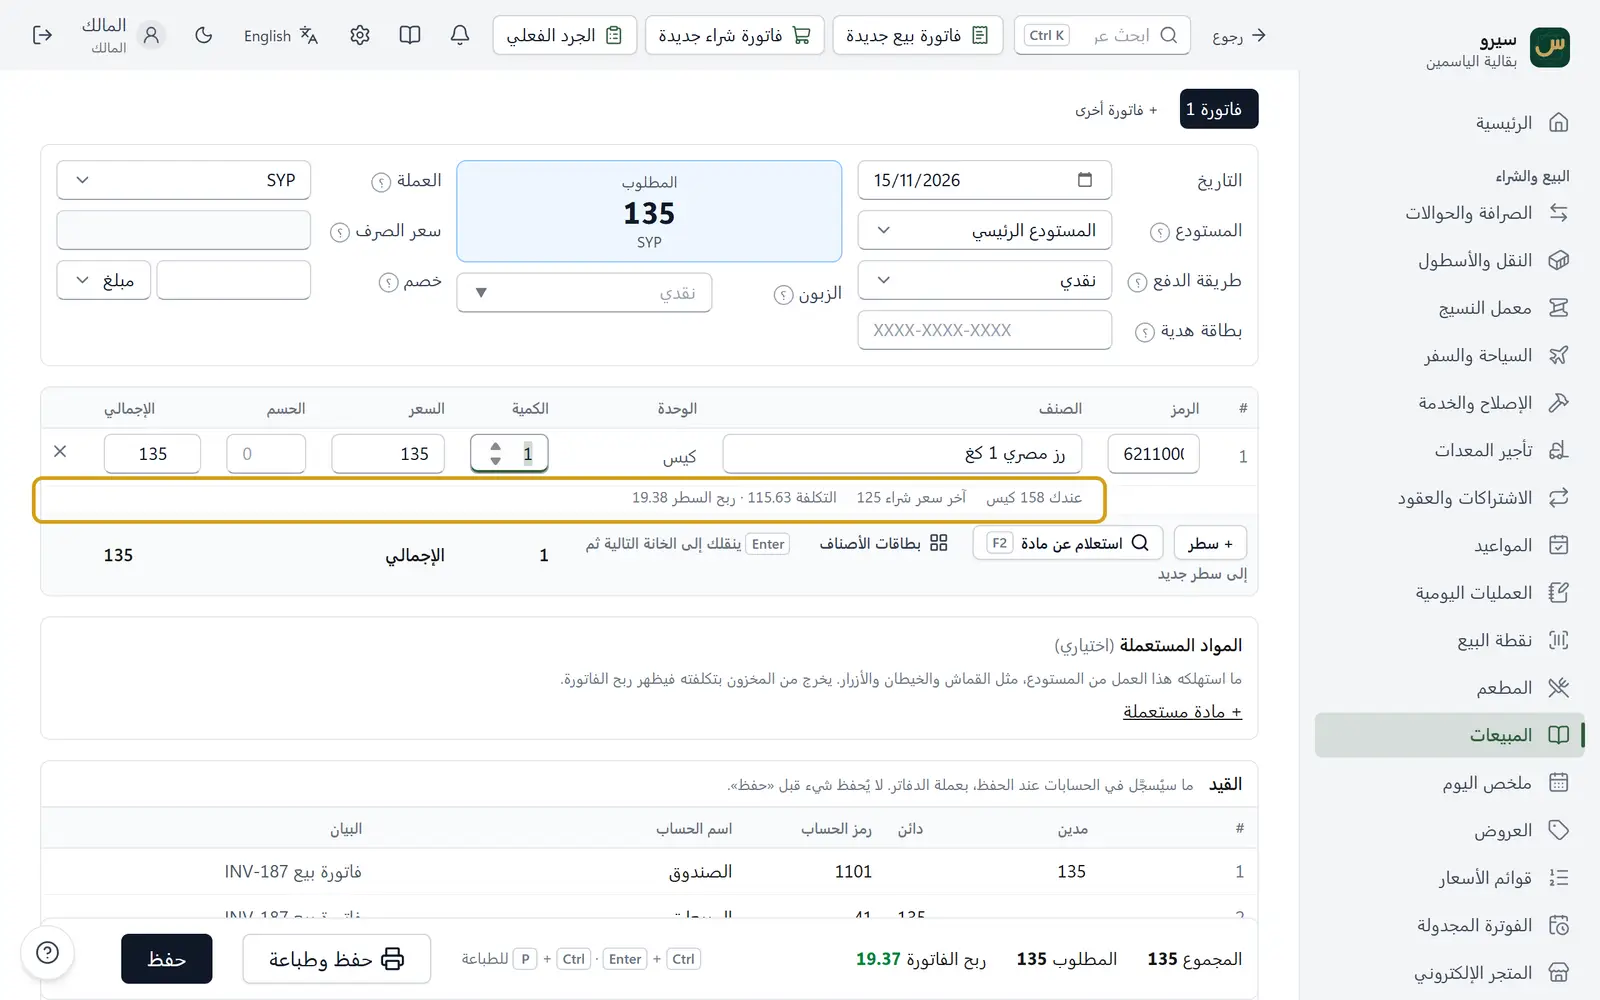 س
سيرو
بقالية الياسمين
رجوع
ابحث عر
Ctrl K
فاتورة بيع جديدة
فاتورة شراء جديدة
الجرد الفعلي
English
المالك
المالك
الرئيسية
البيع والشراء
الصرافة والحوالات
النقل والأسطول
معمل النسيج
السياحة والسفر
الإصلاح والخدمة
تأجير المعدات
الاشتراكات والعقود
المواعيد
العمليات اليومية
نقطة البيع
المطعم
المبيعات
ملخص اليوم
العروض
قوائم الأسعار
الفوترة المجدولة
المتجر الإلكتروني
فاتورة 1
+ فاتورة أخرى
التاريخ
15/11/2026
المستودع ؟
المستودع الرئيسي
طريقة الدفع ؟
نقدي
بطاقة هدية ؟
XXXX-XXXX-XXXX
المطلوب
135
SYP
الزبون ؟
نقدي
العملة ؟
SYP
سعر الصرف ؟
خصم ؟
مبلغ
# الرمز الصنف الوحدة الكمية السعر الحسم الإجمالي
1 621100 رز مصري 1 كغ كيس 1 135 0 135
عندك 158 كيس آخر سعر شراء 125 التكلفة 115.63 · ربح السطر 19.38
+ سطر
استعلام عن مادة F2
بطاقات الأصناف
Enter ينقلك إلى الخانة التالية ثم
إلى سطر جديد
1 الإجمالي 135
المواد المستعملة (اختياري)
ما استهلكه هذا العمل من المستودع، مثل القماش والخيطان والأزرار. يخرج من المخزون بتكلفته فيظهر ربح الفاتورة.
+ مادة مستعملة
القيد ما سيُسجَّل في الحسابات عند الحفظ، بعملة الدفاتر. لا يُحفظ شيء قبل «حفظ».
# مدين دائن رمز الحساب اسم الحساب البيان
1 135 1101 الصندوق فاتورة بيع INV-187
2 135 41 المبيعات فاتورة بيع INV-187
المجموع 135 المطلوب 135 ربح الفاتورة 19.37
Ctrl + Enter · Ctrl + P للطباعة
حفظ وطباعة
حفظ